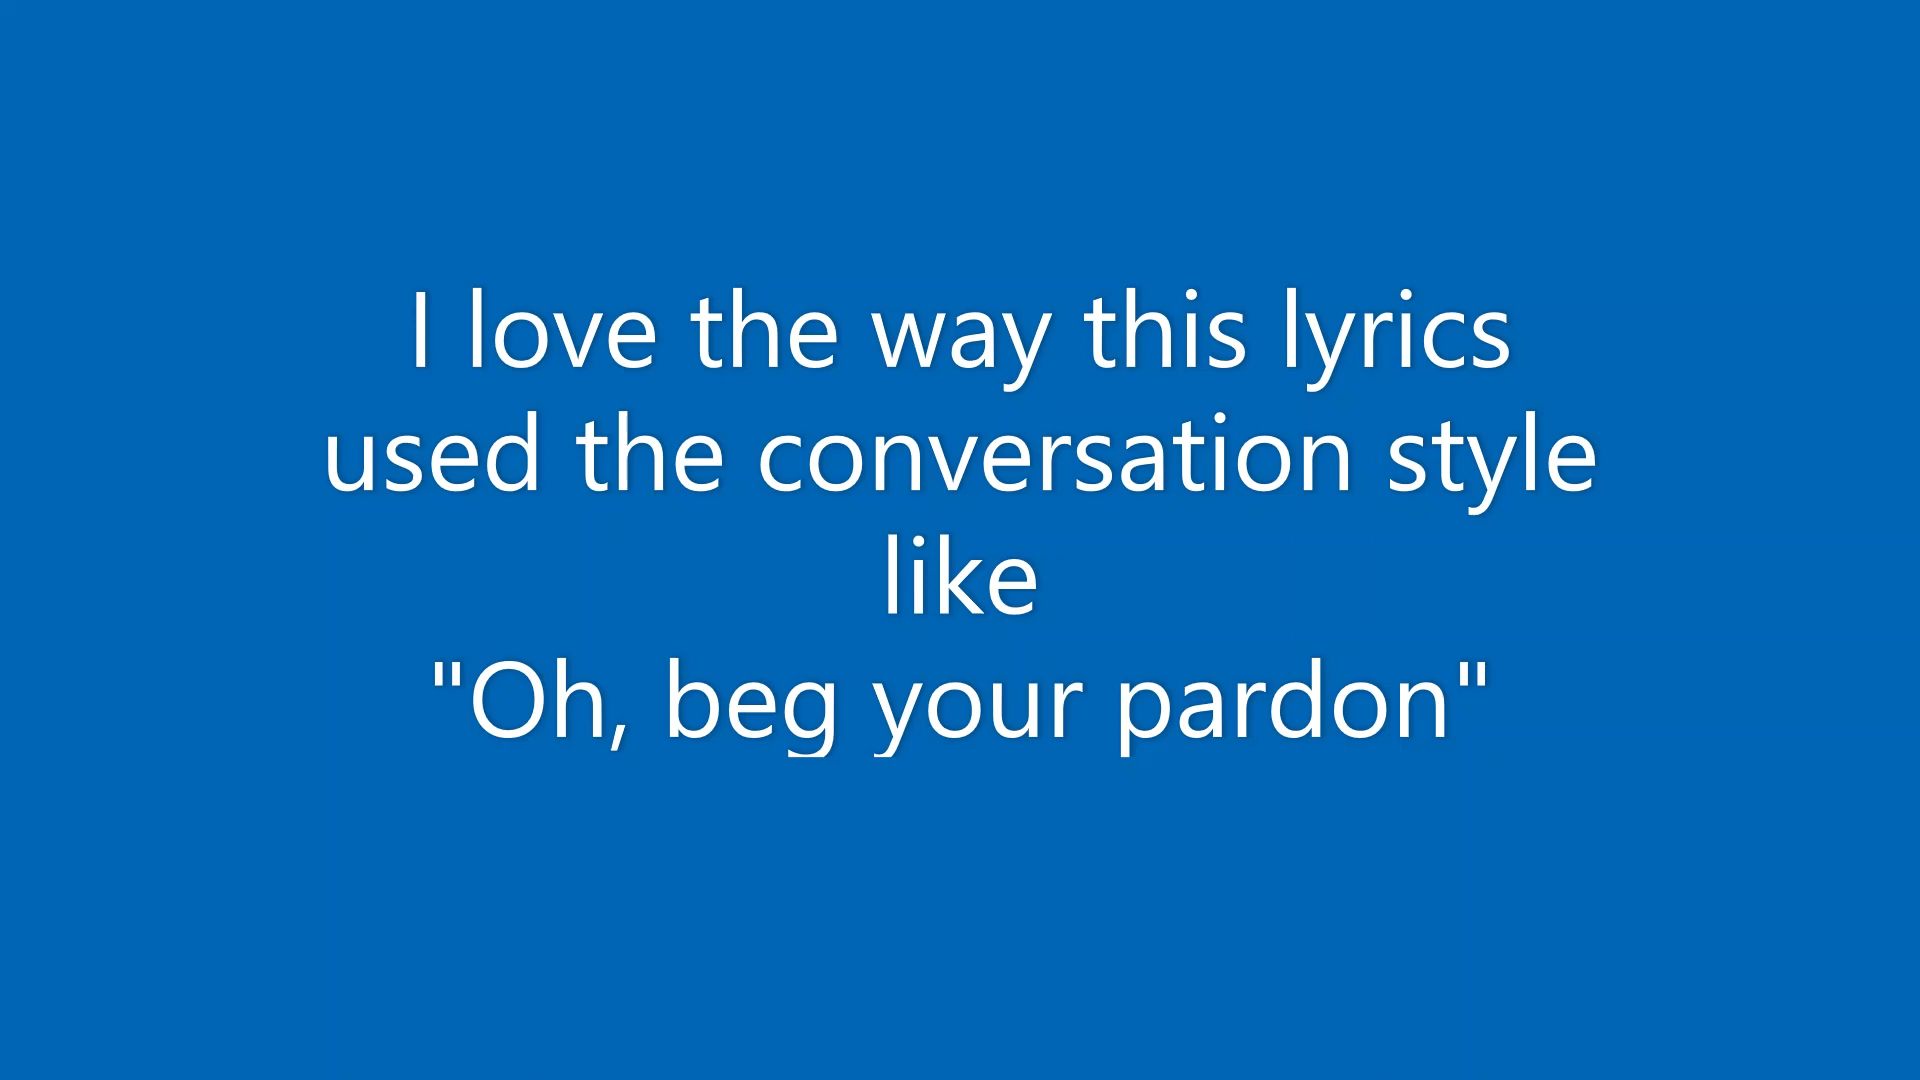 I love the way this lyrics
used the conversation style
like
"Oh, beg your pardon"